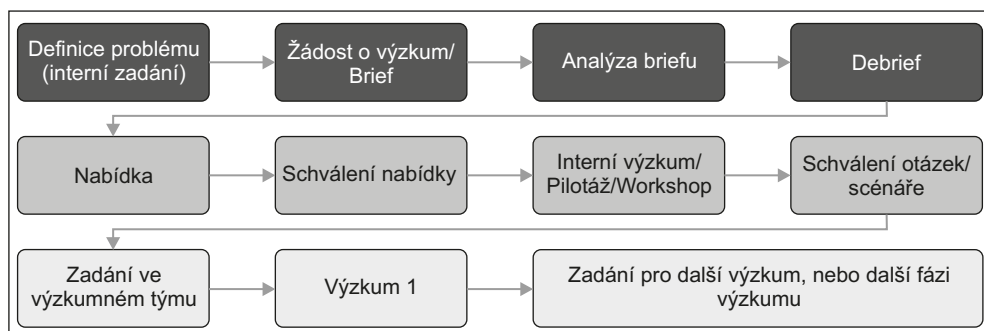 Definice problému
(interní zadání)
Žádost o výzkum/
Brief
Analýza briefu
Debrief
Nabídka
Schválení nabídky
Interní výzkum/
Pilotáž/Workshop
Schválení otázek/
scénáře
Zadání ve
výzkumném týmu
Výzkum 1
Zadání pro další výzkum, nebo další fázi
výzkumu